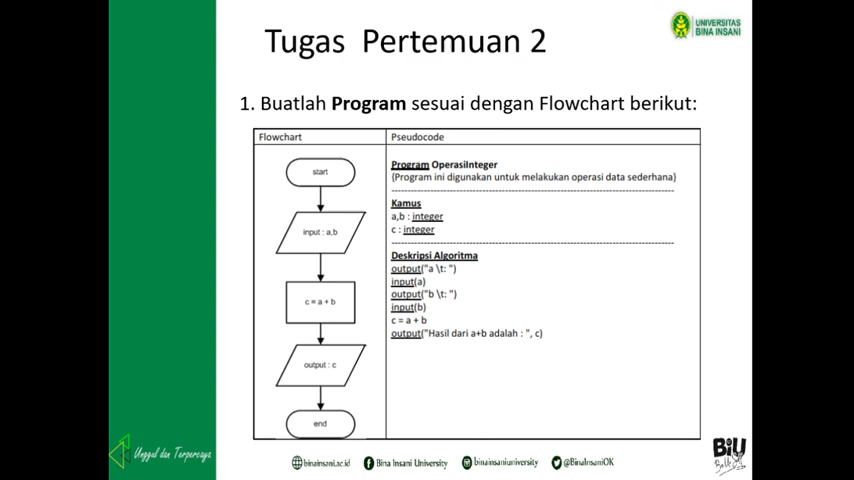 Tugas Pertemuan 2
UNIVERSITAS
BINA INSANI
1. Buatlah Program sesuai dengan Flowchart berikut:
Flowchart
Pseudocode
start
input : a,b
c = a + b
output : c
end
Program OperasiInteger
{Program ini digunakan untuk melakukan operasi data sederhana}
Kamus
a,b : integer
c : integer
Deskripsi Algoritma
output("a \t: ")
input(a)
output("b \t: ")
input(b)
c = a + b
output("Hasil dari a+b adalah : ", c)
Unggul dan Terpercaya
binainsani.ac.id
Bina Insani University
binainsaniuniversity
@BinaInsaniOK
BiU